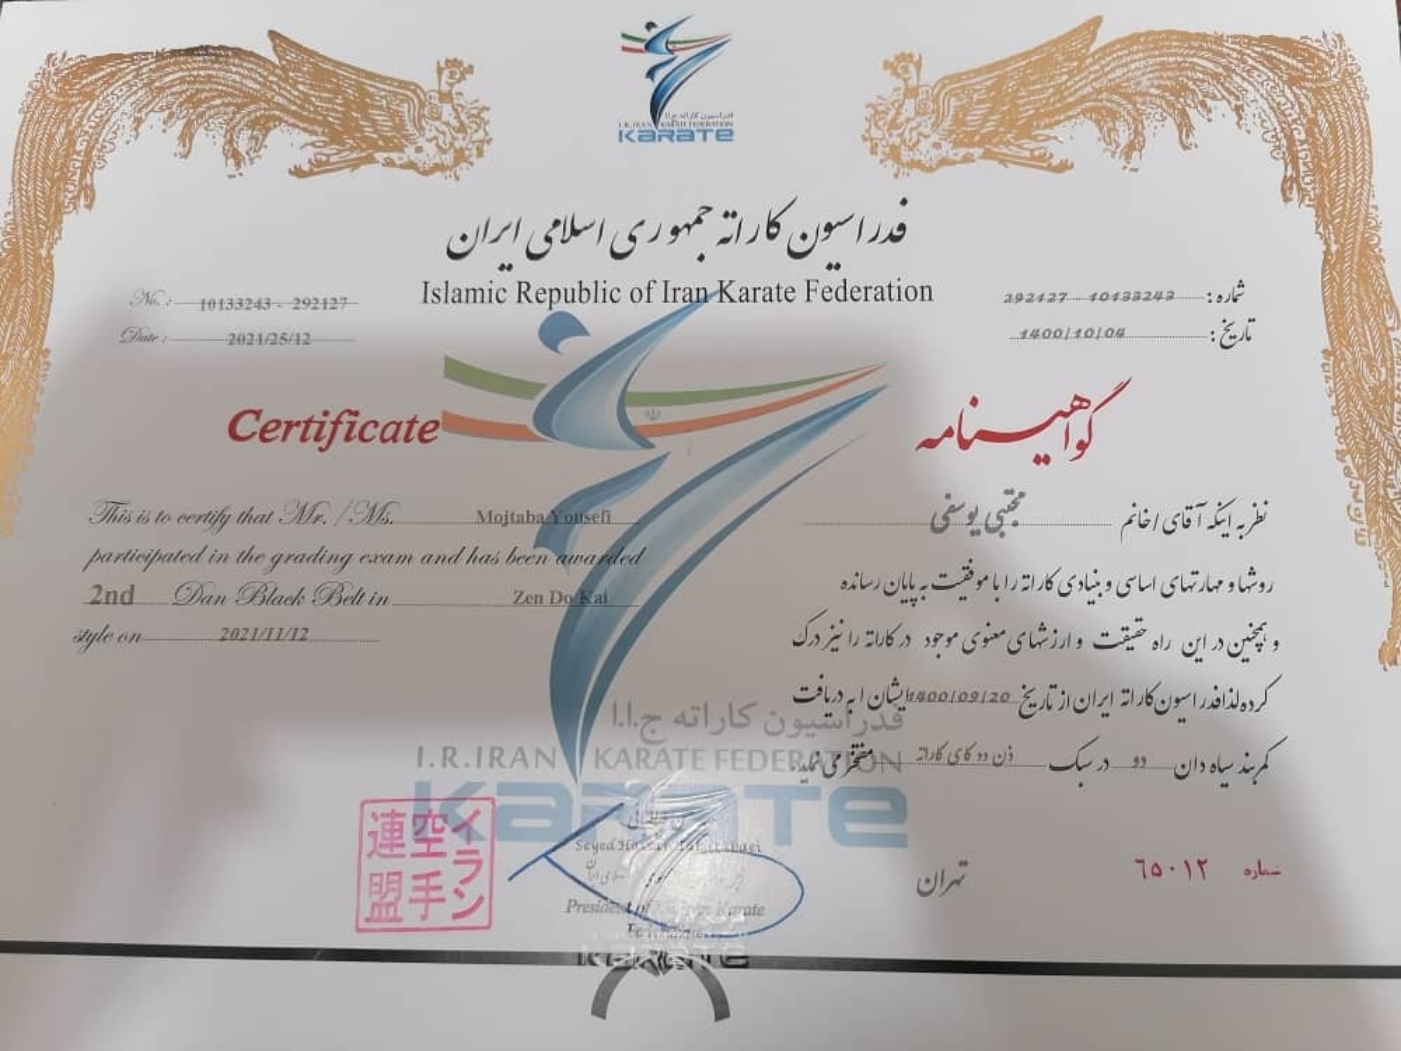 فدراسیون کاراته ج.ا.ا
I.R.IRAN KARATE FEDERATION
KARATE
فدراسیون کاراته جمهوری اسلامی ایران
Islamic Republic of Iran Karate Federation
No. : 10133243 - 292127
Date : 2021/25/12
شماره : 292127 10133243
تاریخ : 1400/10/04
Certificate
گواهینامه
This is to certify that Mr. / Ms. Mojtaba Yousefi
participated in the grading exam and has been awarded
2nd Dan Black Belt in Zen Do Kai
style on 2021/11/12
نظر به اینکه آقای / خانم مجتبی یوسفی
روشها و مهارتهای اساسی و بنیادی کاراته را با موفقیت به پایان رسانده
و همچنین در این راه حقیقت و ارزشهای معنوی موجود در کاراته را نیز درک
کرده لذا فدراسیون کاراته ایران از تاریخ 1400/09/20 ایشان را به دریافت
کمربند سیاه دان دو در سبک ذن دو کای کاراته مفتخر می نماید.
فدراسیون کاراته ج.ا.ا.
I.R.IRAN KARATE FEDERATION
KARATE
イラン
空手
連盟
Seyed
President of Karate
تهران
شماره ٦٥٠١٢
KARATE